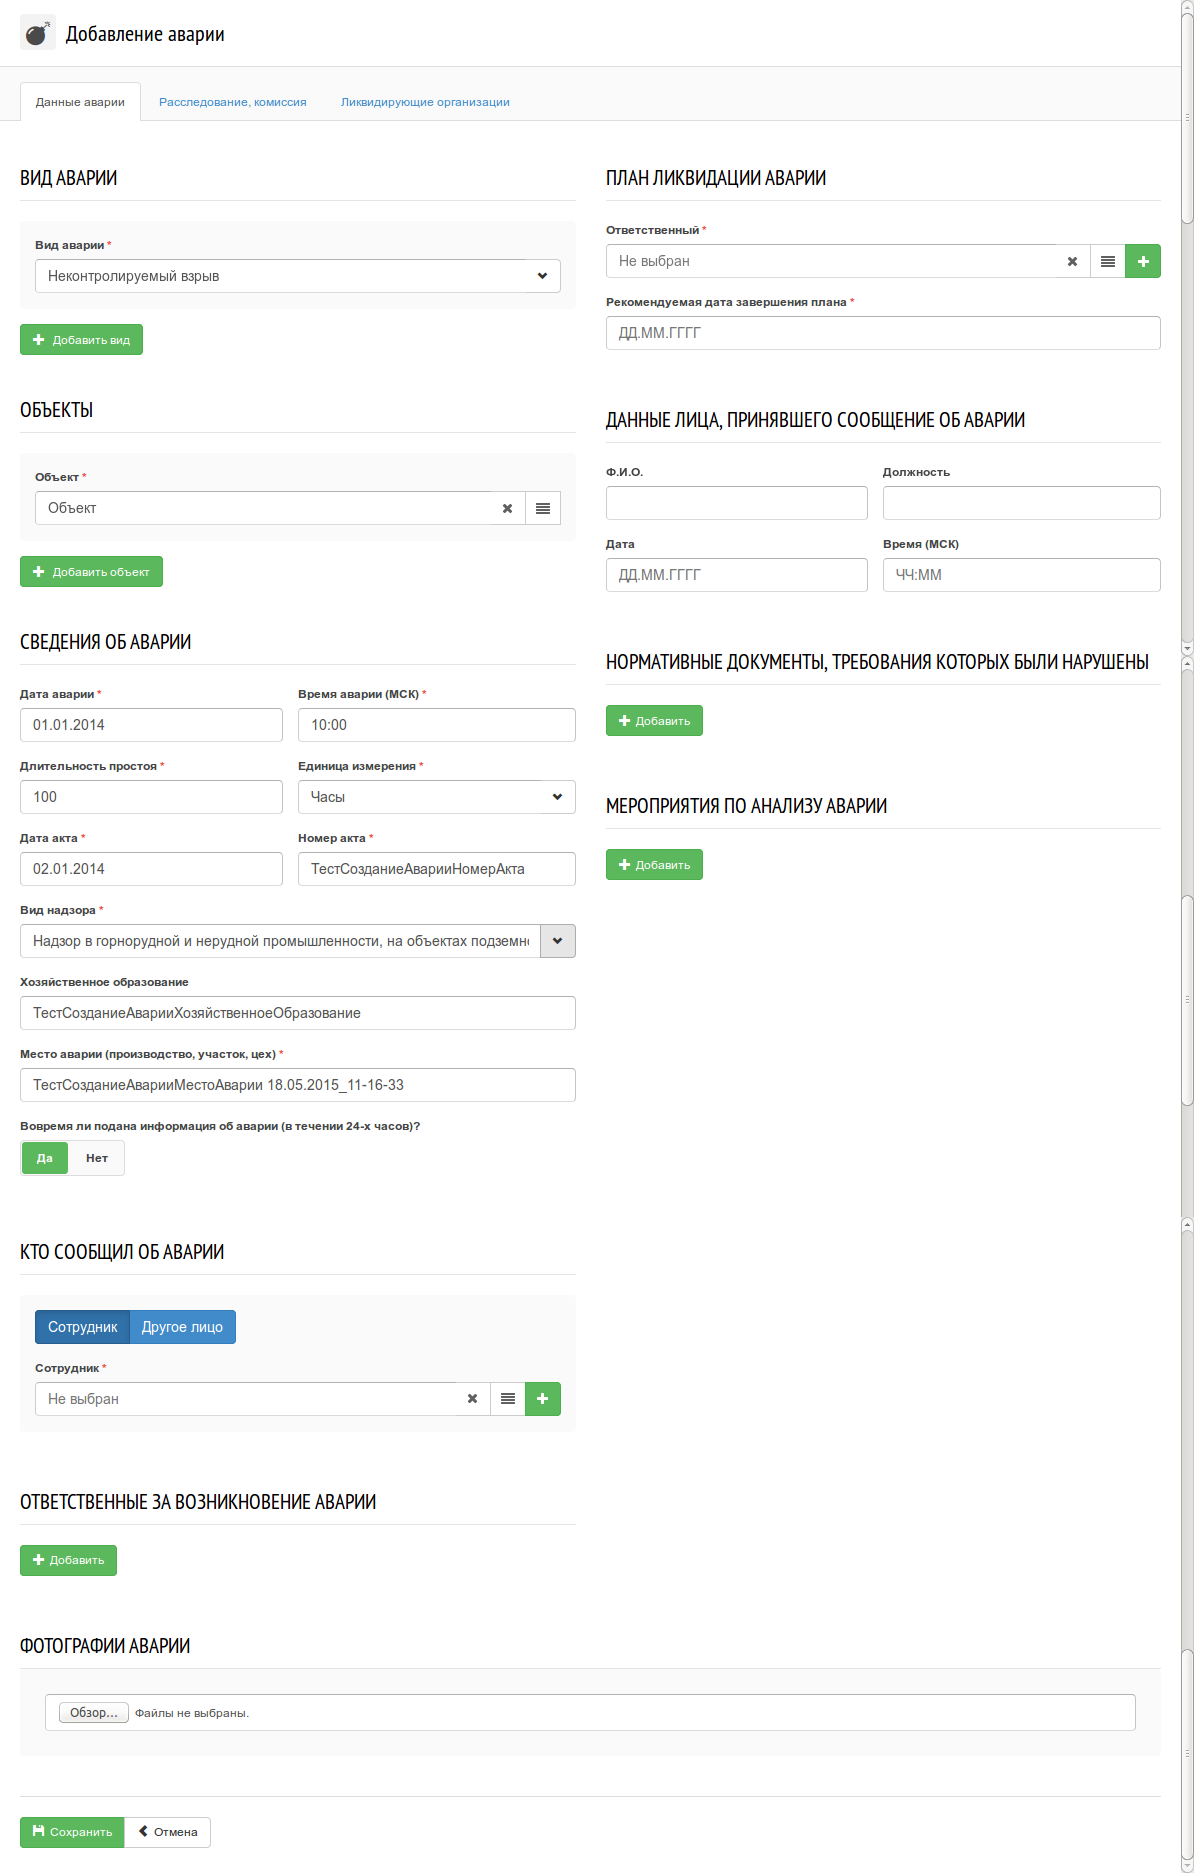 Добавление аварии
Данные аварии
Расследование, комиссия
Ликвидирующие организации
ВИД АВАРИИ
Вид аварии *
Неконтролируемый взрыв
Добавить вид
ОБЪЕКТЫ
Объект *
Объект
Добавить объект
СВЕДЕНИЯ ОБ АВАРИИ
Дата аварии *
Время аварии (МСК) *
01.01.2014
10:00
Длительность простоя *
Единица измерения *
100
Часы
Дата акта *
Номер акта *
02.01.2014
ТестСозданиеАварииНомерАкта
Вид надзора *
Надзор в горнорудной и нерудной промышленности, на объектах подземн
Хозяйственное образование
ТестСозданиеАварииХозяйственноеОбразование
Место аварии (производство, участок, цех) *
ТестСозданиеАварииМестоАварии 18.05.2015_11-16-33
Вовремя ли подана информация об аварии (в течении 24-х часов)?
Да
Нет
КТО СООБЩИЛ ОБ АВАРИИ
Сотрудник
Другое лицо
Сотрудник *
Не выбран
ОТВЕТСТВЕННЫЕ ЗА ВОЗНИКНОВЕНИЕ АВАРИИ
Добавить
ПЛАН ЛИКВИДАЦИИ АВАРИИ
Ответственный *
Не выбран
Рекомендуемая дата завершения плана *
ДД.ММ.ГГГГ
ДАННЫЕ ЛИЦА, ПРИНЯВШЕГО СООБЩЕНИЕ ОБ АВАРИИ
Ф.И.О.
Должность
Дата
Время (МСК)
ДД.ММ.ГГГГ
ЧЧ:ММ
НОРМАТИВНЫЕ ДОКУМЕНТЫ, ТРЕБОВАНИЯ КОТОРЫХ БЫЛИ НАРУШЕНЫ
Добавить
МЕРОПРИЯТИЯ ПО АНАЛИЗУ АВАРИИ
Добавить
ФОТОГРАФИИ АВАРИИ
Обзор... Файлы не выбраны.
Сохранить
Отмена